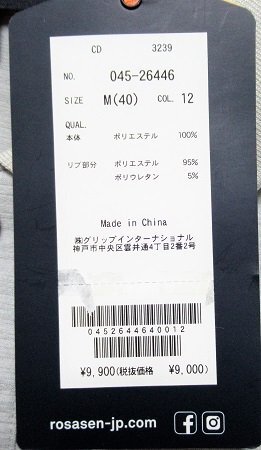 CD 3239
NO. 045-26446
SIZE M(40) COL. 12
QUAL.
本体 ポリエステル 100%
リブ部分 ポリエステル 95%
ポリウレタン 5%
Made in China
㈱グリップインターナショナル
神戸市中央区雲井通4丁目2番2号
0452644640012
¥9,900(税抜価格 ¥9,000)
rosasen-jp.com